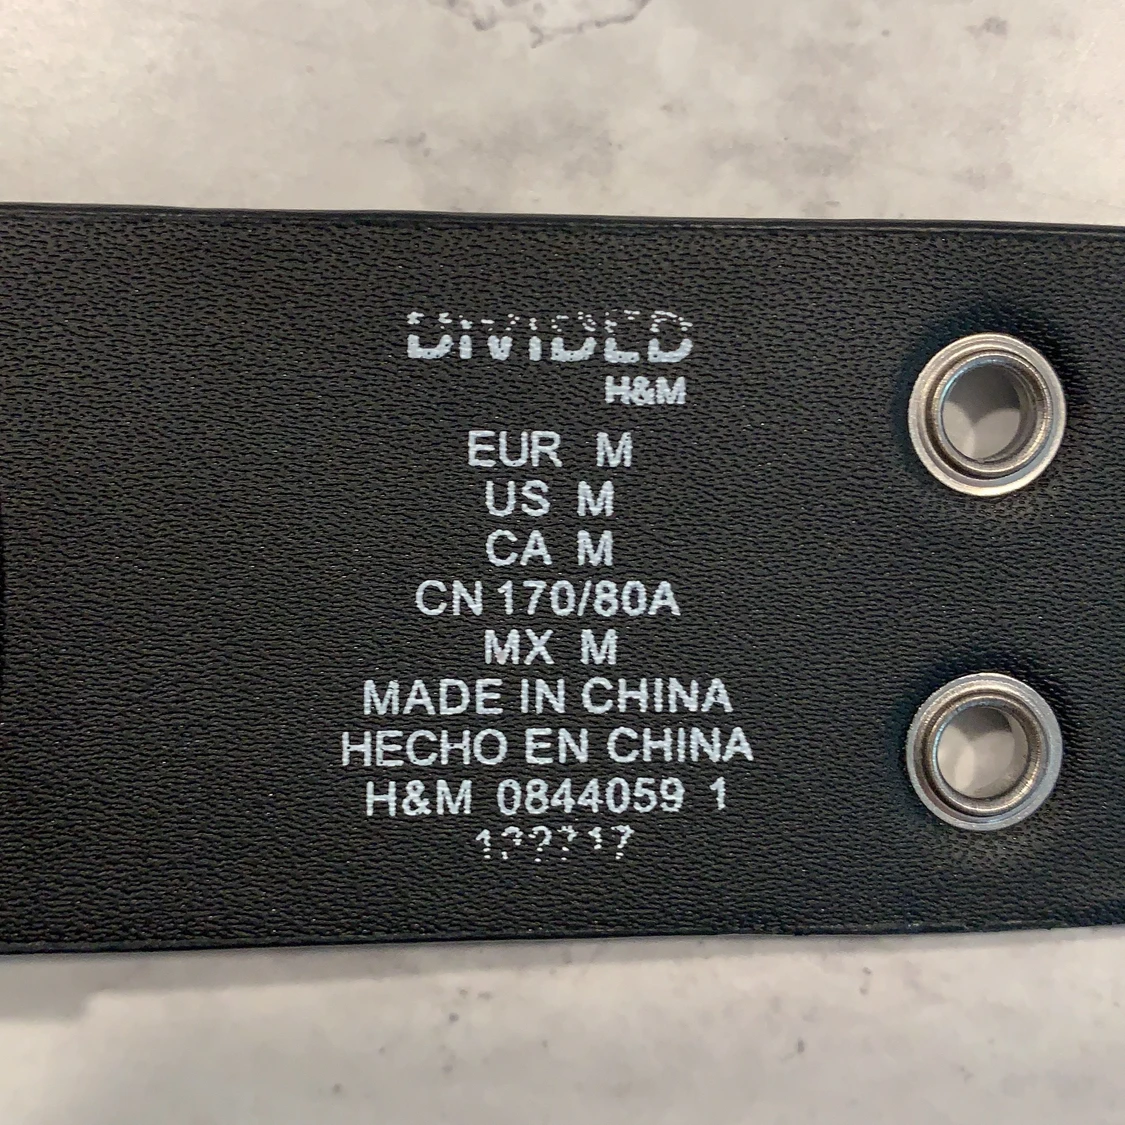 DIVIDED
H&M
EUR M
US M
CA M
CN 170/80A
MX M
MADE IN CHINA
HECHO EN CHINA
H&M 0844059 1